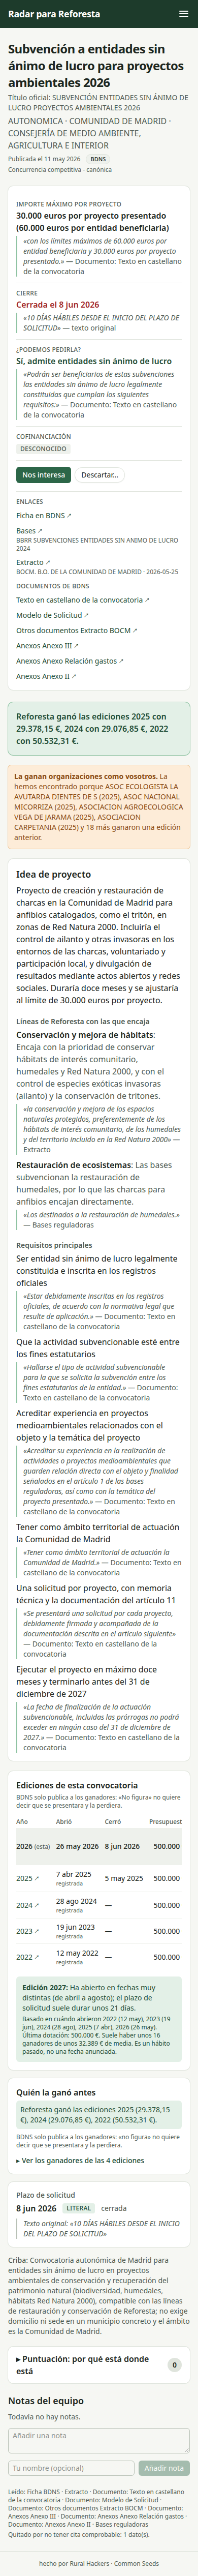 Radar para Reforesta
Subvención a entidades sin
ánimo de lucro para proyectos
ambientales 2026
Título oficial: SUBVENCIÓN ENTIDADES SIN ÁNIMO DE
LUCRO PROYECTOS AMBIENTALES 2026
AUTONOMICA · COMUNIDAD DE MADRID ·
CONSEJERÍA DE MEDIO AMBIENTE,
AGRICULTURA E INTERIOR
Publicada el 11 may 2026 BDNS
Concurrencia competitiva · canónica
IMPORTE MÁXIMO POR PROYECTO
30.000 euros por proyecto presentado
(60.000 euros por entidad beneficiaria)
«con los límites máximos de 60.000 euros por
entidad beneficiaria y 30.000 euros por proyecto
presentado.» — Documento: Texto en castellano
de la convocatoria
CIERRE
Cerrada el 8 jun 2026
«10 DÍAS HÁBILES DESDE EL INICIO DEL PLAZO DE
SOLICITUD» — texto original
¿PODEMOS PEDIRLA?
Sí, admite entidades sin ánimo de lucro
«Podrán ser beneficiarios de estas subvenciones
las entidades sin ánimo de lucro legalmente
constituidas que cumplan los siguientes
requisitos:» — Documento: Texto en castellano
de la convocatoria
COFINANCIACIÓN
DESCONOCIDO
Nos interesa Descartar...
ENLACES
Ficha en BDNS ↗
Bases ↗
BBRR SUBVENCIONES ENTIDADES SIN ANIMO DE LUCRO
2024
Extracto ↗
BOCM. B.O. DE LA COMUNIDAD DE MADRID · 2026-05-25
DOCUMENTOS DE BDNS
Texto en castellano de la convocatoria ↗
Modelo de Solicitud ↗
Otros documentos Extracto BOCM ↗
Anexos Anexo III ↗
Anexos Anexo Relación gastos ↗
Anexos Anexo II ↗
Reforesta ganó las ediciones 2025 con
29.378,15 €, 2024 con 29.076,85 €, 2022
con 50.532,31 €.
La ganan organizaciones como vosotros. La
hemos encontrado porque ASOC ECOLOGISTA LA
AVUTARDA DIENTES DE S (2025), ASOC NACIONAL
MICORRIZA (2025), ASOCIACION AGROECOLOGICA
VEGA DE JARAMA (2025), ASOCIACION
CARPETANIA (2025) y 18 más ganaron una edición
anterior.
Idea de proyecto
Proyecto de creación y restauración de
charcas en la Comunidad de Madrid para
anfibios catalogados, como el tritón, en
zonas de Red Natura 2000. Incluiría el
control de ailanto y otras invasoras en los
entornos de las charcas, voluntariado y
participación local, y divulgación de
resultados mediante actos abiertos y redes
sociales. Duraría doce meses y se ajustaría
al límite de 30.000 euros por proyecto.
Líneas de Reforesta con las que encaja
Conservación y mejora de hábitats:
Encaja con la prioridad de conservar
hábitats de interés comunitario,
humedales y Red Natura 2000, y con el
control de especies exóticas invasoras
(ailanto) y la conservación de tritones.
«la conservación y mejora de los espacios
naturales protegidos, preferentemente de los
hábitats de interés comunitario, de los humedales
y del territorio incluido en la Red Natura 2000» —
Extracto
Restauración de ecosistemas: Las bases
subvencionan la restauración de
humedales, por lo que las charcas para
anfibios encajan directamente.
«Los destinados a la restauración de humedales.»
— Bases reguladoras
Requisitos principales
Ser entidad sin ánimo de lucro legalmente
constituida e inscrita en los registros
oficiales
«Estar debidamente inscritas en los registros
oficiales, de acuerdo con la normativa legal que
resulte de aplicación.» — Documento: Texto en
castellano de la convocatoria
Que la actividad subvencionable esté entre
los fines estatutarios
«Hallarse el tipo de actividad subvencionable
para la que se solicita la subvención entre los
fines estatutarios de la entidad.» — Documento:
Texto en castellano de la convocatoria
Acreditar experiencia en proyectos
medioambientales relacionados con el
objeto y la temática del proyecto
«Acreditar su experiencia en la realización de
actividades o proyectos medioambientales que
guarden relación directa con el objeto y finalidad
señalados en el artículo 1 de las bases
reguladoras, así como con la temática del
proyecto presentado.» — Documento: Texto en
castellano de la convocatoria
Tener como ámbito territorial de actuación
la Comunidad de Madrid
«Tener como ámbito territorial de actuación la
Comunidad de Madrid.» — Documento: Texto en
castellano de la convocatoria
Una solicitud por proyecto, con memoria
técnica y la documentación del artículo 11
«Se presentará una solicitud por cada proyecto,
debidamente firmada y acompañada de la
documentación descrita en el artículo siguiente»
— Documento: Texto en castellano de la
convocatoria
Ejecutar el proyecto en máximo doce
meses y terminarlo antes del 31 de
diciembre de 2027
«La fecha de finalización de la actuación
subvencionable, incluidas las prórrogas no podrá
exceder en ningún caso del 31 de diciembre de
2027.» — Documento: Texto en castellano de la
convocatoria
Ediciones de esta convocatoria
BDNS solo publica a los ganadores: «No figura» no quiere
decir que se presentara y la perdiera.
Año Abrió Cerró Presupuest
2026 (esta) 26 may 2026 8 jun 2026 500.000
2025 ↗ 7 abr 2025 registrada 5 may 2025 500.000
2024 ↗ 28 ago 2024 registrada — 500.000
2023 ↗ 19 jun 2023 registrada — 500.000
2022 ↗ 12 may 2022 registrada — 500.000
Edición 2027: Ha abierto en fechas muy
distintas (de abril a agosto); el plazo de
solicitud suele durar unos 21 días.
Basado en cuándo abrieron 2022 (12 may), 2023 (19
jun), 2024 (28 ago), 2025 (7 abr), 2026 (26 may).
Última dotación: 500.000 €. Suele haber unos 16
ganadores de unos 32.389 € de media. Es un hábito
pasado, no una fecha anunciada.
Quién la ganó antes
Reforesta ganó las ediciones 2025 (29.378,15
€), 2024 (29.076,85 €), 2022 (50.532,31 €).
BDNS solo publica a los ganadores: «No figura» no quiere
decir que se presentara y la perdiera.
▸ Ver los ganadores de las 4 ediciones
Plazo de solicitud
8 jun 2026 LITERAL cerrada
Texto original: «10 DÍAS HÁBILES DESDE EL INICIO
DEL PLAZO DE SOLICITUD»
Criba: Convocatoria autonómica de Madrid para
entidades sin ánimo de lucro en proyectos
ambientales de conservación y recuperación del
patrimonio natural (biodiversidad, humedales,
hábitats Red Natura 2000), compatible con las líneas
de restauración y conservación de Reforesta; no exige
domicilio ni sede en un municipio concreto y el ámbito
es la Comunidad de Madrid.
▸ Puntuación: por qué está donde
está
0
Notas del equipo
Todavía no hay notas.
Añadir una nota
Tu nombre (opcional) Añadir nota
Leído: Ficha BDNS · Extracto · Documento: Texto en castellano
de la convocatoria · Documento: Modelo de Solicitud ·
Documento: Otros documentos Extracto BOCM · Documento:
Anexos Anexo III · Documento: Anexos Anexo Relación gastos ·
Documento: Anexos Anexo II · Bases reguladoras
Quitado por no tener cita comprobable: 1 dato(s).
hecho por Rural Hackers · Common Seeds